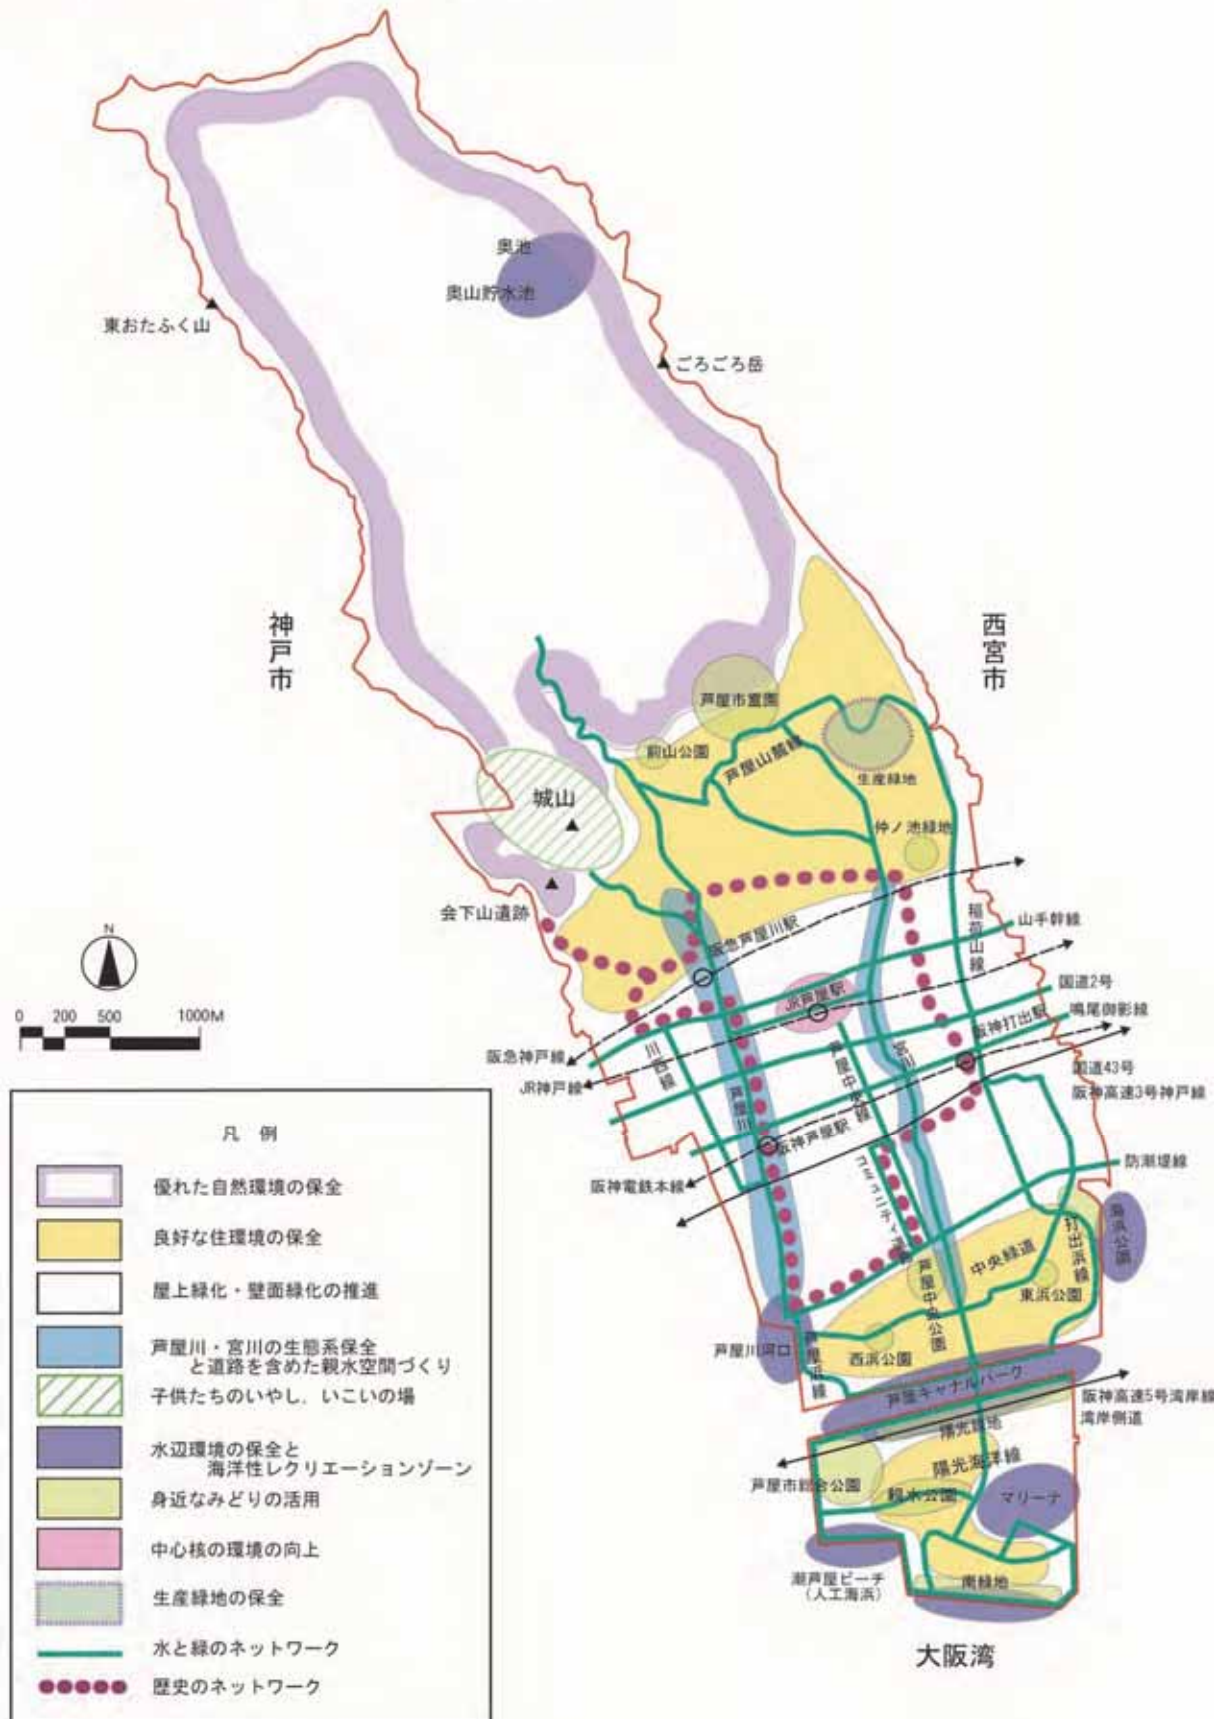 奥池
奥山貯水池
東おたふく山
ごろごろ岳
神戸市
西宮市
芦屋市霊園
前山公園
芦屋山麓線
生産緑地
城山
仲ノ池緑地
会下山遺跡
阪急芦屋川駅
稲荷山線
山手幹線
N
0 200 500 1000M
JR芦屋駅
国道2号
阪神打出駅
鳴尾御影線
阪急神戸線
川西線
JR神戸線
芦屋川
芦屋中央線
宮川
国道43号
阪神高速3号神戸線
阪神芦屋駅
阪神電鉄本線
防潮堤線
打出浜線
海浜公園
中央緑道
東浜公園
芦屋中央公園
芦屋川河口
芦屋浜線
西浜公園
芦屋キャナルパーク
阪神高速5号湾岸線
湾岸側道
陽光緑地
陽光海洋線
芦屋市総合公園
親水公園
マリーナ
潮芦屋ビーチ
(人工海浜)
南緑地
大阪湾
凡 例
優れた自然環境の保全
良好な住環境の保全
屋上緑化・壁面緑化の推進
芦屋川・宮川の生態系保全
と道路を含めた親水空間づくり
子供たちのいやし，いこいの場
水辺環境の保全と
海洋性レクリエーションゾーン
身近なみどりの活用
中心核の環境の向上
生産緑地の保全
水と緑のネットワーク
歴史のネットワーク